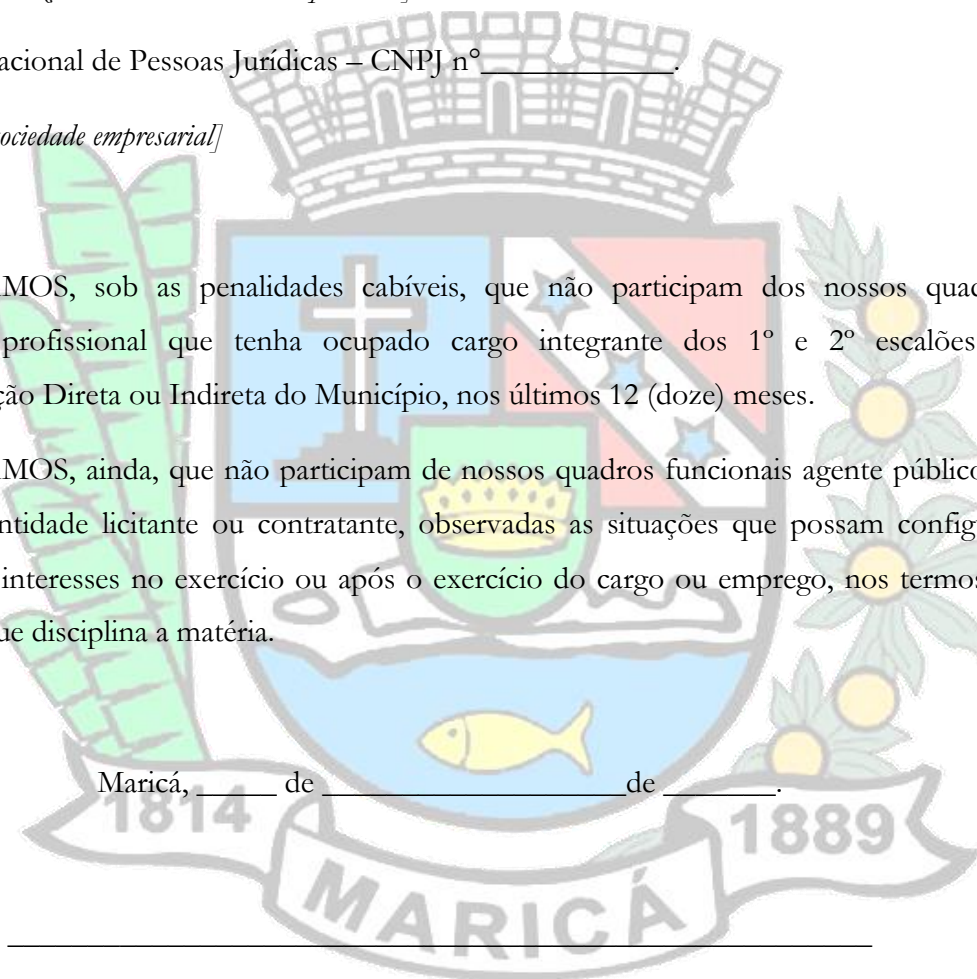 acional de Pessoas Jurídicas – CNPJ n°____________.
ociedade empresarial]
AMOS, sob as penalidades cabíveis, que não participam dos nossos quad
profissional que tenha ocupado cargo integrante dos 1º e 2º escalões
ção Direta ou Indireta do Município, nos últimos 12 (doze) meses.
AMOS, ainda, que não participam de nossos quadros funcionais agente público
ntidade licitante ou contratante, observadas as situações que possam config
interesses no exercício ou após o exercício do cargo ou emprego, nos termos
ue disciplina a matéria.
Maricá, _____ de ___________________de _______.
1814
1889
MARICÁ